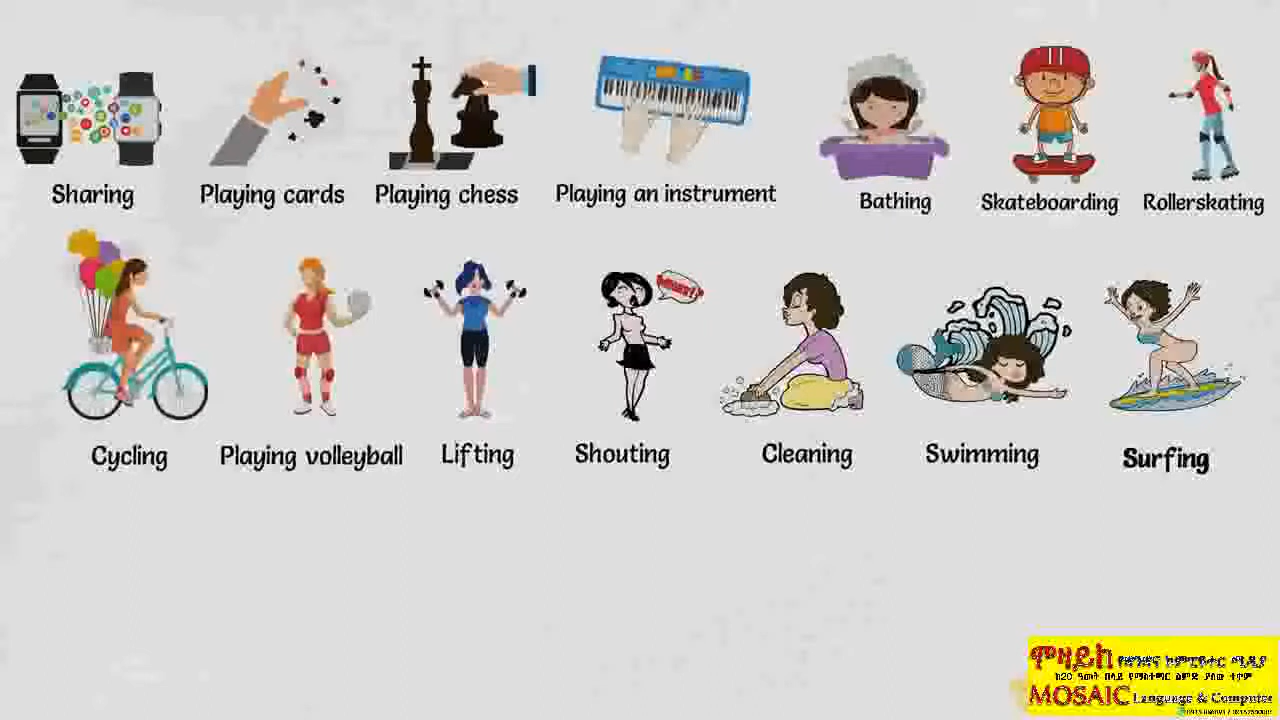 Sharing
Playing cards
Playing chess
Playing an instrument
Bathing
Skateboarding
Rollerskating
Cycling
Playing volleyball
Lifting
Shouting
Cleaning
Swimming
Surfing
ሞዛይክ
MOSAIC Language & Computer